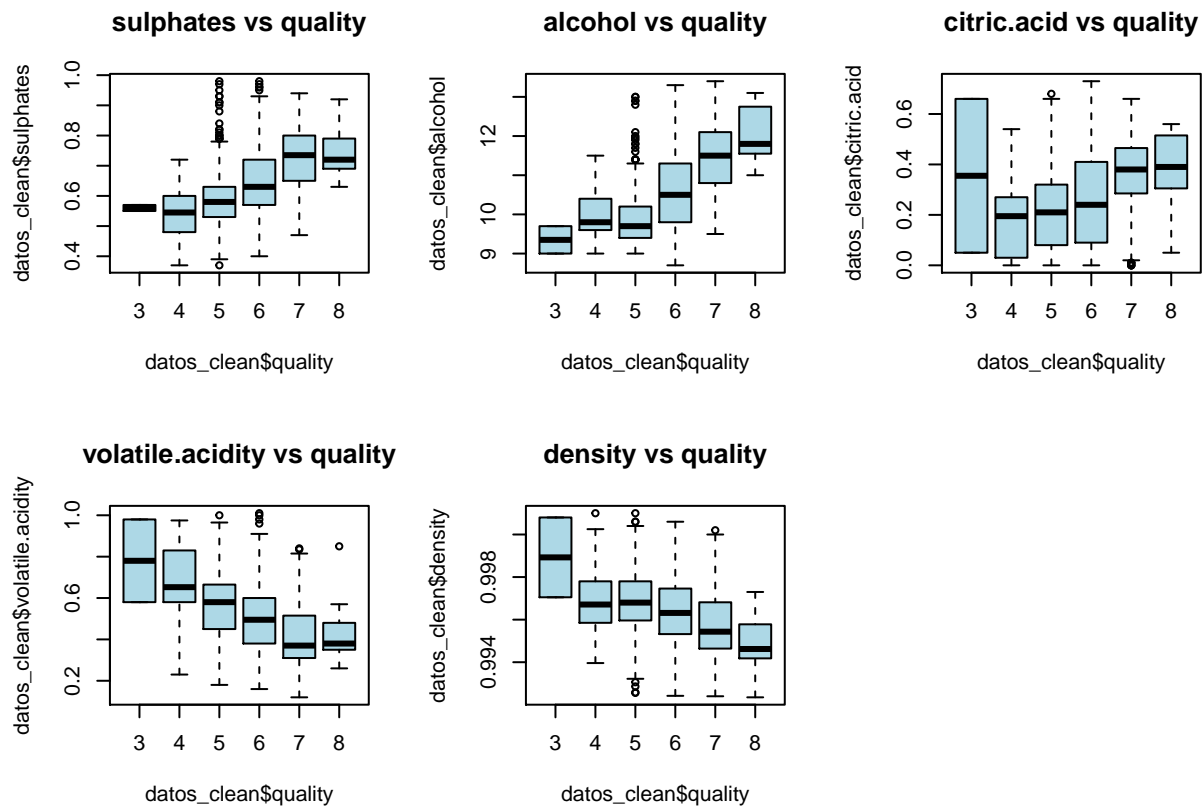 sulphates vs quality
datos_clean$sulphates
1.0
0.8
0.6
0.4
3 4 5 6 7 8
datos_clean$quality
alcohol vs quality
datos_clean$alcohol
12
10
9
3 4 5 6 7 8
datos_clean$quality
citric.acid vs quality
datos_clean$citric.acid
0.6
0.4
0.2
0.0
3 4 5 6 7 8
datos_clean$quality
volatile.acidity vs quality
datos_clean$volatile.acidity
1.0
0.6
0.2
3 4 5 6 7 8
datos_clean$quality
density vs quality
datos_clean$density
0.998
0.994
3 4 5 6 7 8
datos_clean$quality